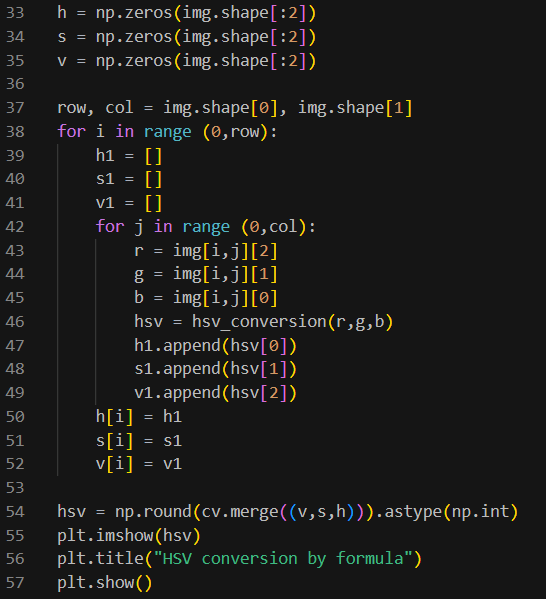 33 h = np.zeros(img.shape[:2])
34 s = np.zeros(img.shape[:2])
35 v = np.zeros(img.shape[:2])
36
37 row, col = img.shape[0], img.shape[1]
38 for i in range (0,row):
39     h1 = []
40     s1 = []
41     v1 = []
42     for j in range (0,col):
43         r = img[i,j][2]
44         g = img[i,j][1]
45         b = img[i,j][0]
46         hsv = hsv_conversion(r,g,b)
47         h1.append(hsv[0])
48         s1.append(hsv[1])
49         v1.append(hsv[2])
50     h[i] = h1
51     s[i] = s1
52     v[i] = v1
53
54 hsv = np.round(cv.merge((v,s,h))).astype(np.int)
55 plt.imshow(hsv)
56 plt.title("HSV conversion by formula")
57 plt.show()